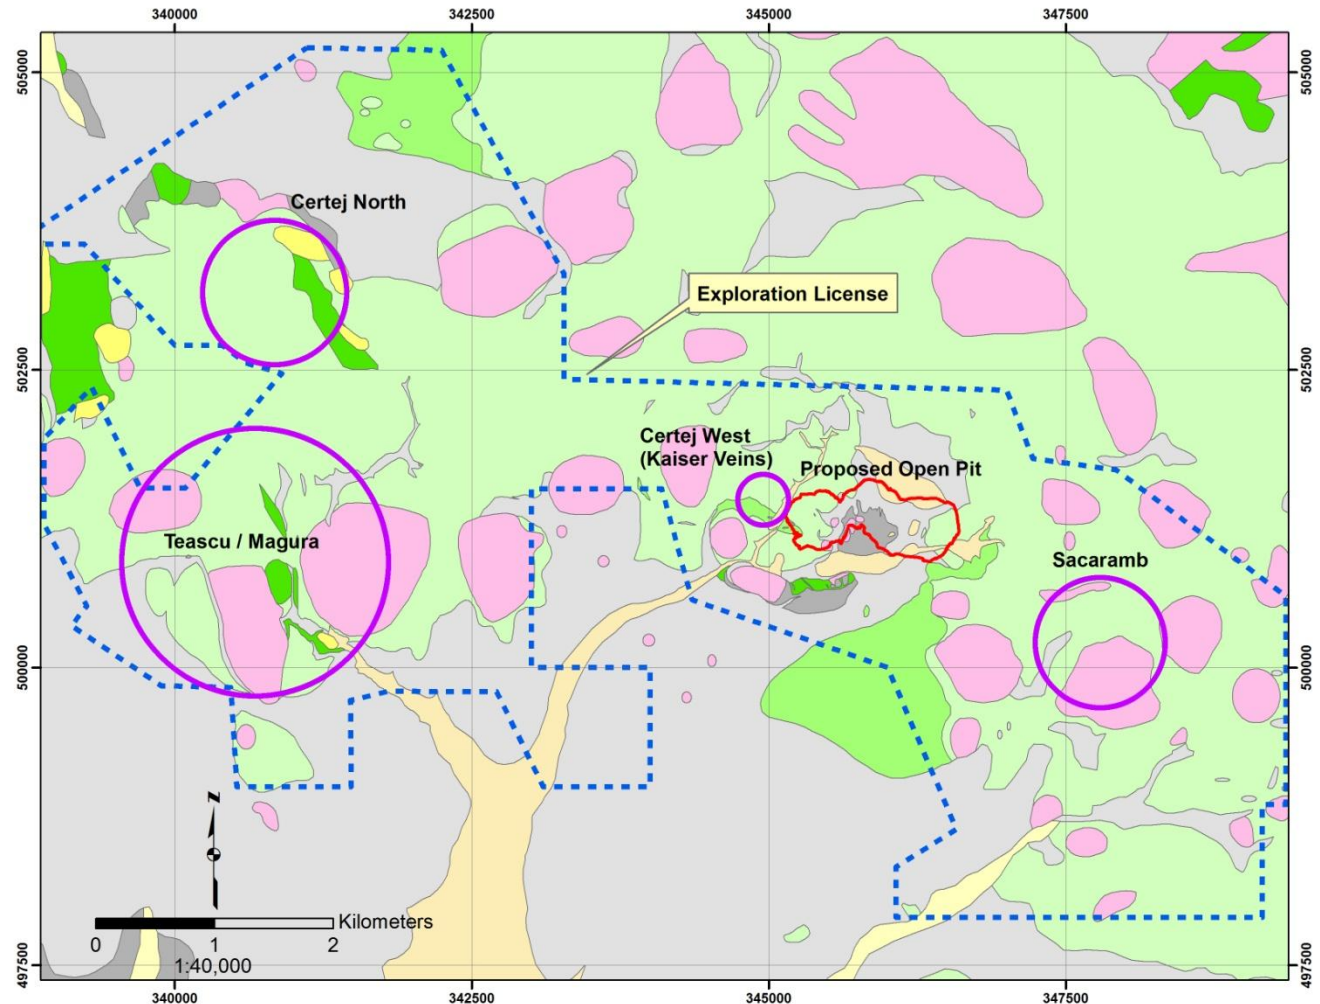 340000
342500
345000
347500
505000
505000
Certej North
Exploration License
502500
502500
Certej West
(Kaiser Veins)
Proposed Open Pit
Teascu / Magura
Sacaramb
500000
500000
N
Kilometers
0
1
2
1:40,000
497500
497500
340000
342500
345000
347500